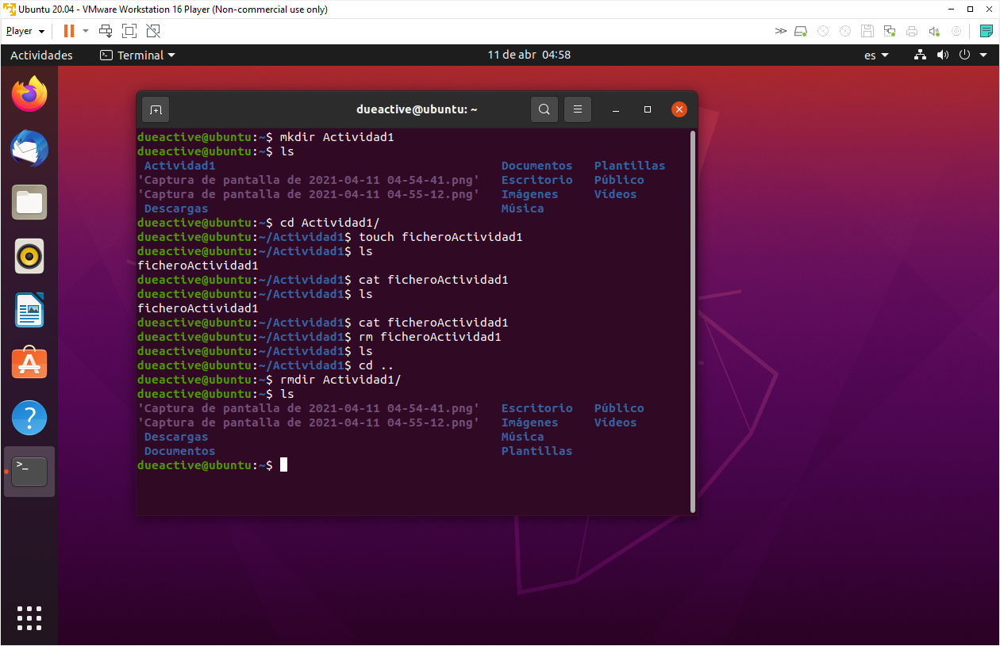 Ubuntu 20.04 - VMware Workstation 16 Player (Non-commercial use only)
Player
Actividades Terminal 11 de abr 04:58 es
dueactive@ubuntu: ~
dueactive@ubuntu:~$ mkdir Actividad1
dueactive@ubuntu:~$ ls
Actividad1 Documentos Plantillas
'Captura de pantalla de 2021-04-11 04-54-41.png' Escritorio Público
'Captura de pantalla de 2021-04-11 04-55-12.png' Imágenes Vídeos
Descargas Música
dueactive@ubuntu:~$ cd Actividad1/
dueactive@ubuntu:~/Actividad1$ touch ficheroActividad1
dueactive@ubuntu:~/Actividad1$ ls
ficheroActividad1
dueactive@ubuntu:~/Actividad1$ cat ficheroActividad1
dueactive@ubuntu:~/Actividad1$ ls
ficheroActividad1
dueactive@ubuntu:~/Actividad1$ cat ficheroActividad1
dueactive@ubuntu:~/Actividad1$ rm ficheroActividad1
dueactive@ubuntu:~/Actividad1$ ls
dueactive@ubuntu:~/Actividad1$ cd ..
dueactive@ubuntu:~$ rmdir Actividad1/
dueactive@ubuntu:~$ ls
'Captura de pantalla de 2021-04-11 04-54-41.png' Escritorio Público
'Captura de pantalla de 2021-04-11 04-55-12.png' Imágenes Vídeos
Descargas Música
Documentos Plantillas
dueactive@ubuntu:~$